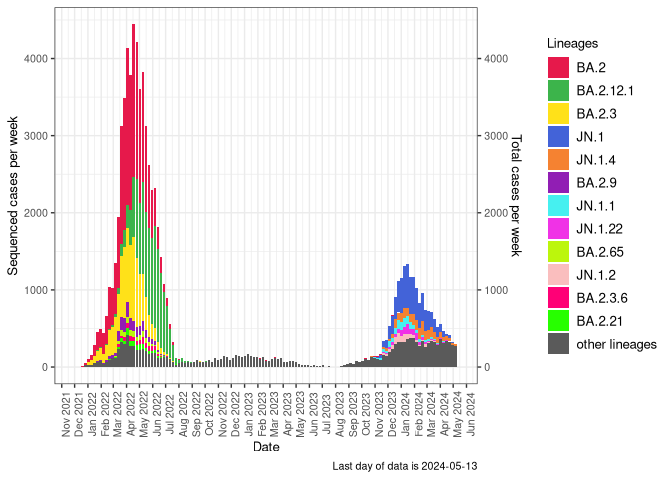 Lineages
BA.2
BA.2.12.1
BA.2.3
JN.1
JN.1.4
BA.2.9
JN.1.1
JN.1.22
BA.2.65
JN.1.2
BA.2.3.6
BA.2.21
other lineages
Sequenced cases per week
4000
3000
2000
1000
0
Total cases per week
4000
3000
2000
1000
0
Nov 2021
Dec 2021
Jan 2022
Feb 2022
Mar 2022
Apr 2022
May 2022
Jun 2022
Jul 2022
Aug 2022
Sep 2022
Oct 2022
Nov 2022
Dec 2022
Jan 2023
Feb 2023
Mar 2023
Apr 2023
May 2023
Jun 2023
Jul 2023
Aug 2023
Sep 2023
Oct 2023
Nov 2023
Dec 2023
Jan 2024
Feb 2024
Mar 2024
Apr 2024
May 2024
Jun 2024
Date
Last day of data is 2024-05-13